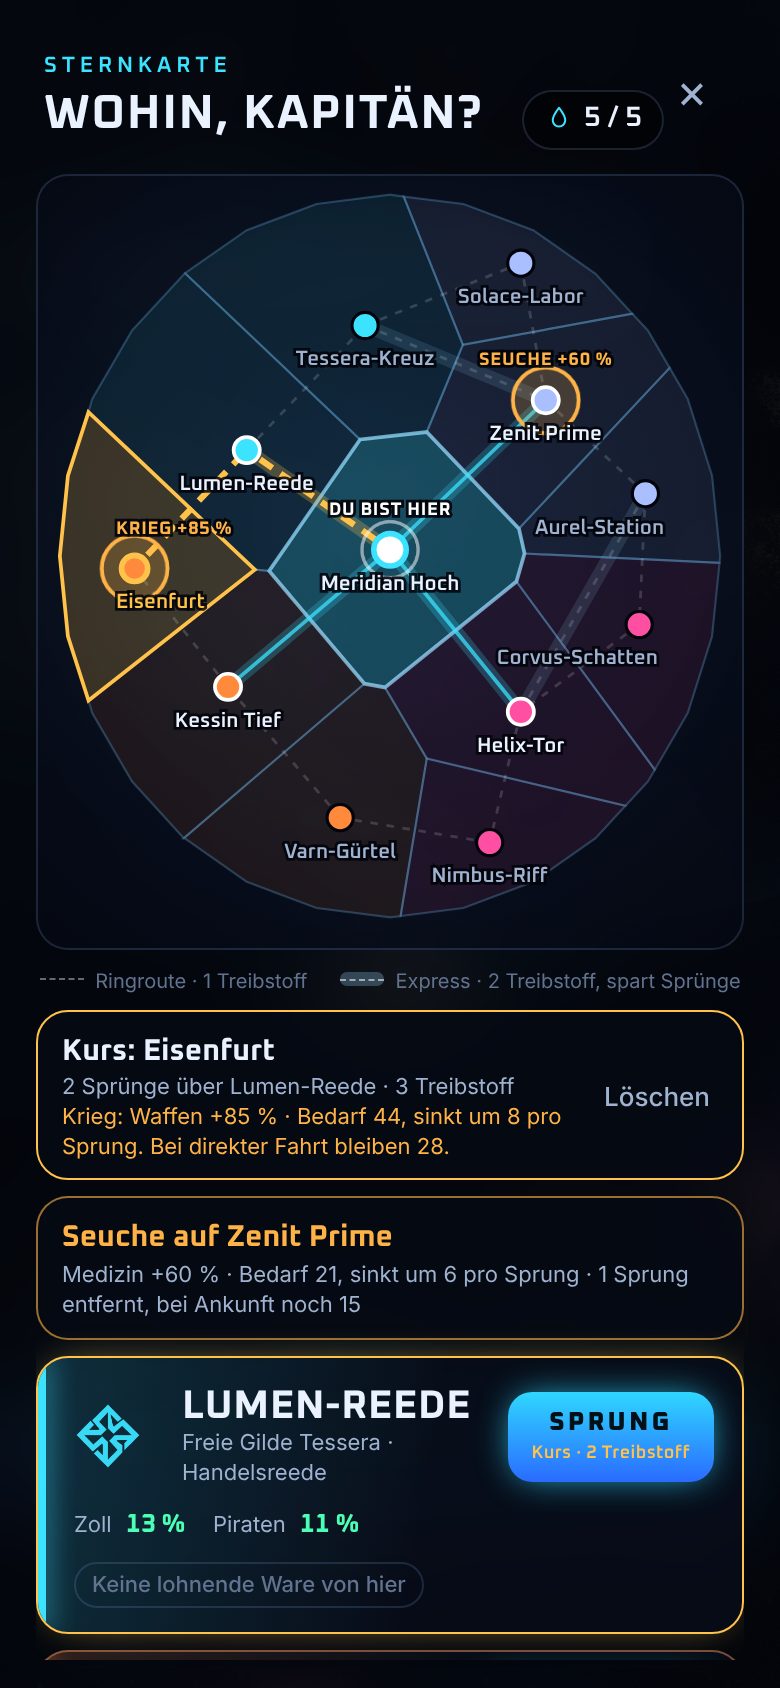 STERNKARTE
WOHIN, KAPITÄN?
5 / 5
Solace-Labor
Tessera-Kreuz
SEUCHE +60 %
Zenit Prime
Lumen-Reede
DU BIST HIER
Aurel-Station
KRIEG +85 %
Meridian Hoch
Eisenfurt
Corvus-Schatten
Kessin Tief
Helix-Tor
Varn-Gürtel
Nimbus-Riff
Ringroute · 1 Treibstoff
Express · 2 Treibstoff, spart Sprünge
Kurs: Eisenfurt
2 Sprünge über Lumen-Reede · 3 Treibstoff
Krieg: Waffen +85 % · Bedarf 44, sinkt um 8 pro
Sprung. Bei direkter Fahrt bleiben 28.
Löschen
Seuche auf Zenit Prime
Medizin +60 % · Bedarf 21, sinkt um 6 pro Sprung · 1 Sprung
entfernt, bei Ankunft noch 15
LUMEN-REEDE
Freie Gilde Tessera ·
Handelsreede
SPRUNG
Kurs · 2 Treibstoff
Zoll 13 % Piraten 11 %
Keine lohnende Ware von hier